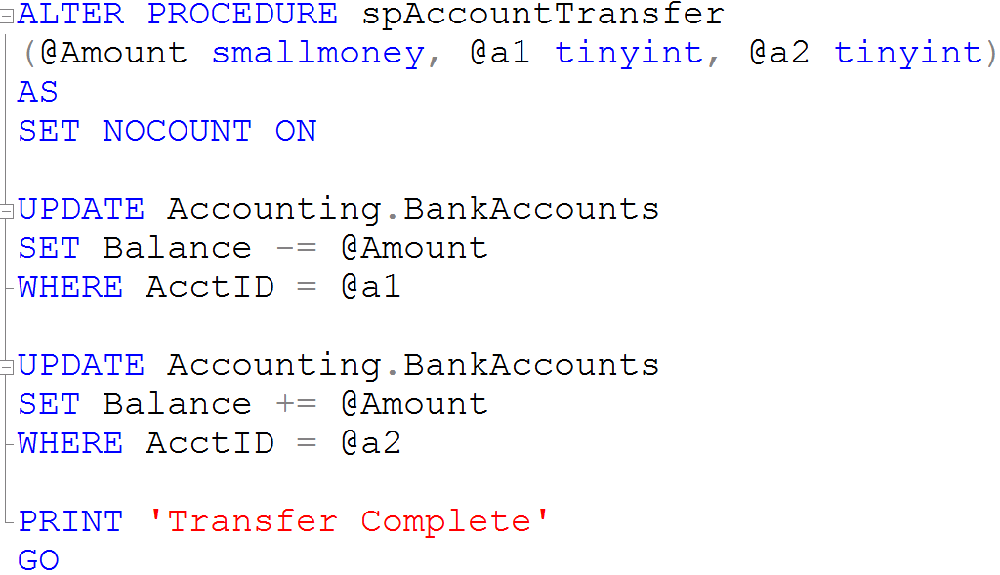 ALTER PROCEDURE spAccountTransfer
(@Amount smallmoney, @a1 tinyint, @a2 tinyint)
AS
SET NOCOUNT ON
UPDATE Accounting.BankAccounts
SET Balance -= @Amount
WHERE AcctID = @a1
UPDATE Accounting.BankAccounts
SET Balance += @Amount
WHERE AcctID = @a2
PRINT 'Transfer Complete'
GO